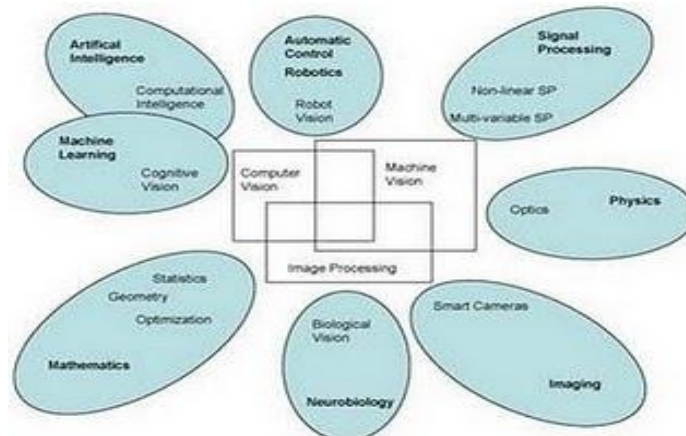 Artifical
Intelligence
Computational
Intelligence
Automatic
Control
Robotics
Robot
Vision
Signal
Processing
Non-linear SP
Multi-variable SP
Machine
Learning
Cognitive
Vision
Computer
Vision
Machine
Vision
Image Processing
Optics
Physics
Statistics
Geometry
Optimization
Mathematics
Biological
Vision
Neurobiology
Smart Cameras
Imaging